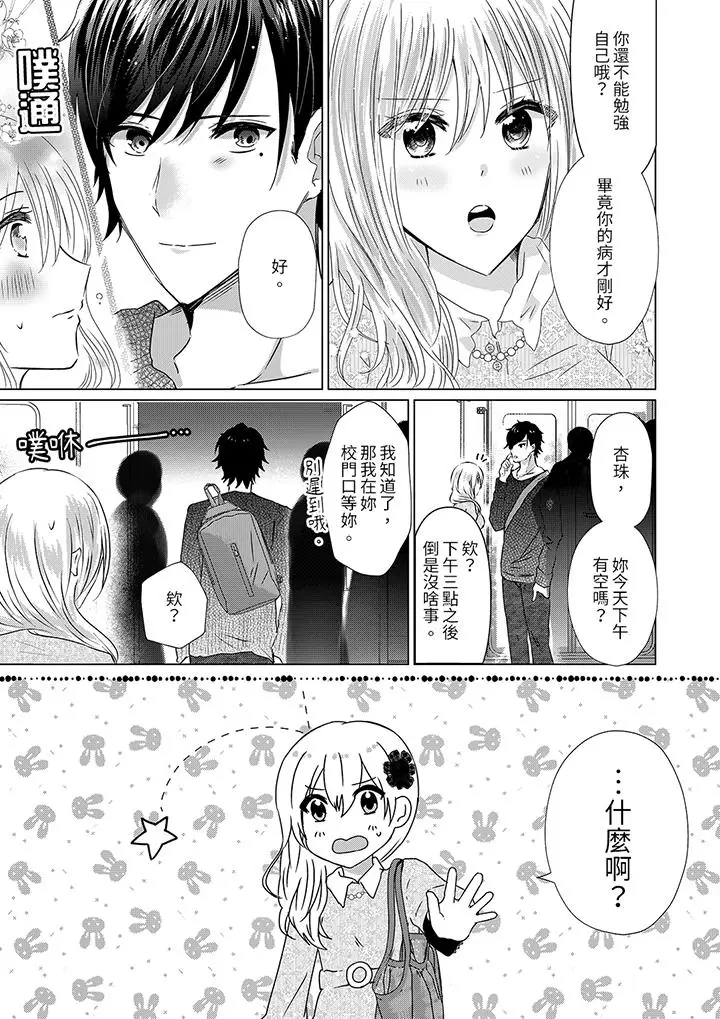 你還不能勉強
自己哦？
畢竟你的病才剛好。
好。
噗通
杏珠，
妳今天下午
有空嗎？
欸？
下午三點之後
倒是沒啥事。
我知道了，
那我在妳
校門口等妳。
別遲到哦。
欸？
噗咻
…什麼啊？